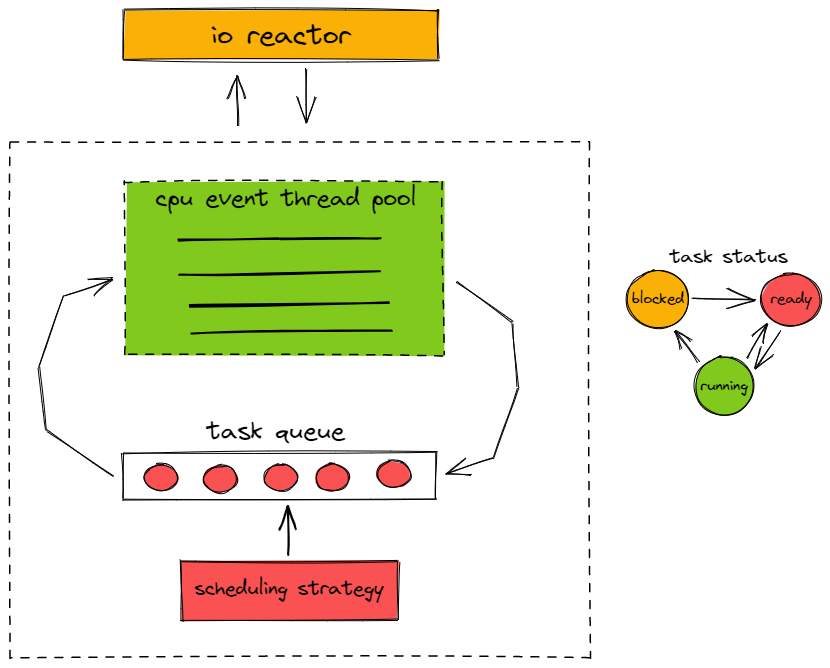 io reactor
cpu event thread pool
task status
blocked
ready
running
task queue
scheduling strategy